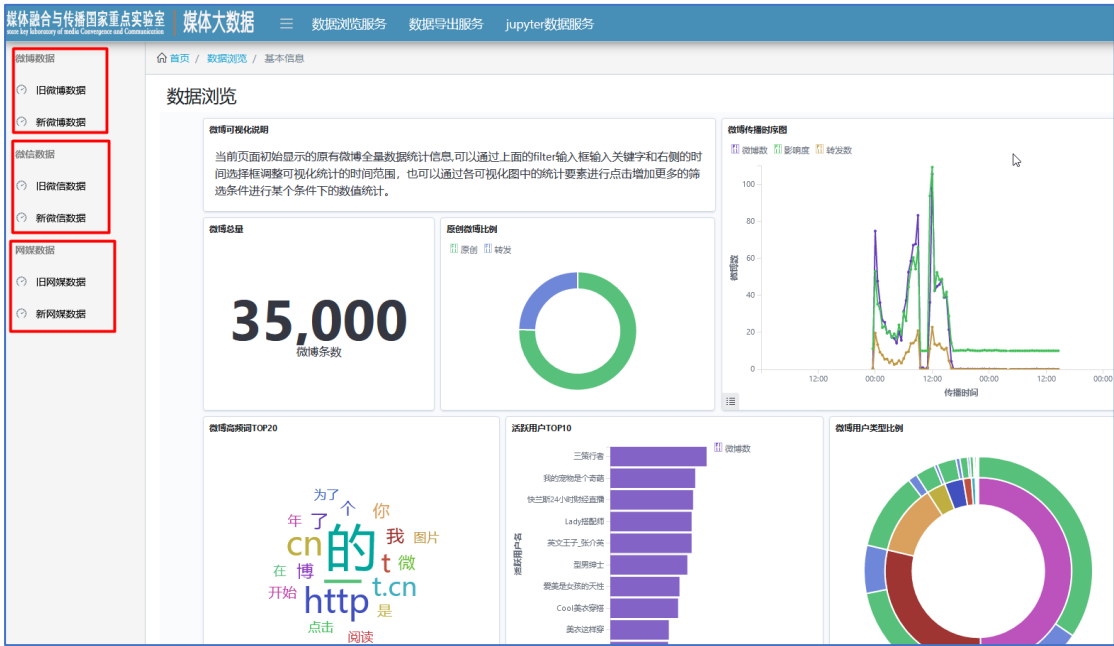 媒体融合与传播国家重点实验室
state key laboratory of media Convergence and Communication
媒体大数据
数据浏览服务 数据导出服务 jupyter数据服务
微博数据
旧微博数据
新微博数据
微信数据
旧微信数据
新微信数据
网媒数据
旧网媒数据
新网媒数据
首页 / 数据浏览 / 基本信息
数据浏览
微博可视化说明
当前页面初始显示的原有微博全量数据统计信息,可以通过上面的filter输入框输入关键字和右侧的时
间选择框调整可视化统计的时间范围，也可以通过各可视化图中的统计要素进行点击增加更多的筛
选条件进行某个条件下的数值统计。
微博传播时序图
微博数 影响度 转发数
100
80
60
40
20
0
微博数
12:00 00:00 12:00 00:00 12:00 00:00
传播时间
微博总量
35,000
微博条数
原创微博比例
原创 转发
微博高频词TOP20
为了
个
你
年
了
cn
的
我
图片
在
博
t
微
开始
http
t.cn
是
点击
阅读
活跃用户TOP10
微博数
活跃用户名
三策行者
我的宠物是个奇葩
快兰斯24小时财经直播
Lady搭配师
英文王子_张介英
型男绅士
爱美是女孩的天性
Cool美衣穿搭
美衣这样穿
微博用户类型比例